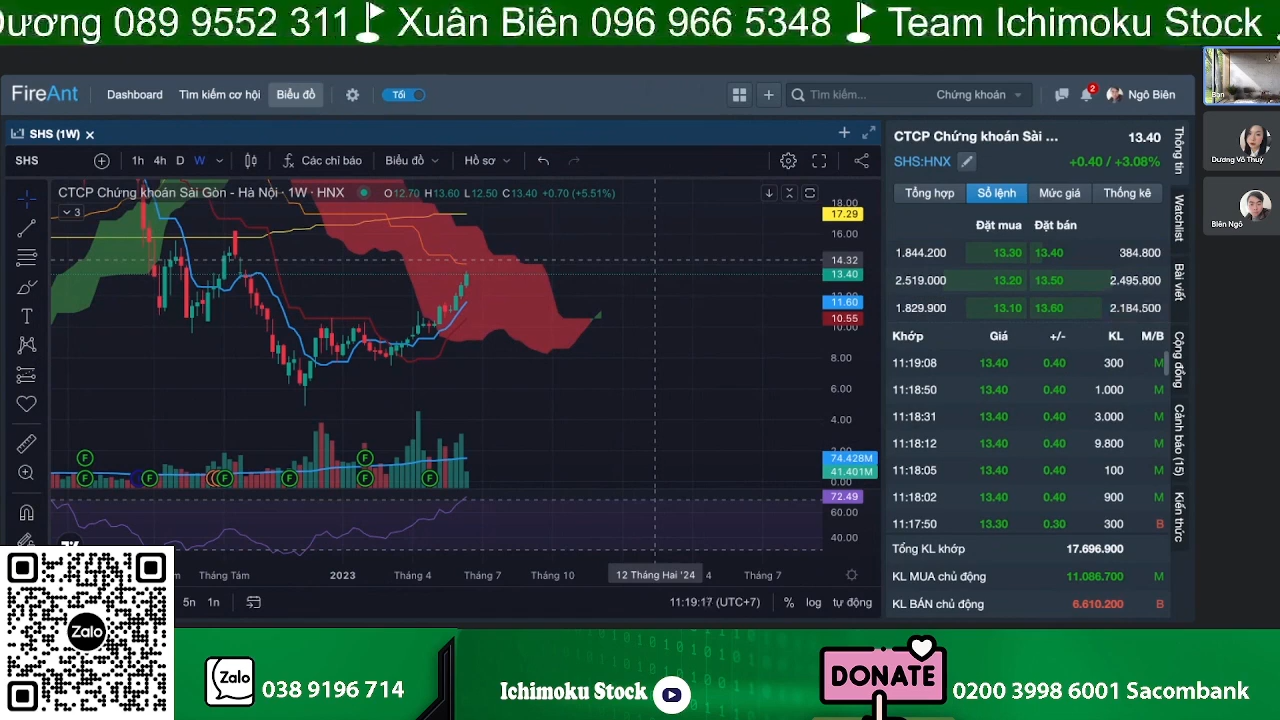 Dương 089 9552 311 Xuân Biên 096 966 5348 Team Ichimoku Stock
FireAnt Dashboard Tìm kiếm cơ hội Biểu đồ Tối Tìm kiếm... Chứng khoán 2 Ngô Biên
Bạn
Dương Võ Thuỳ
Biên Ngô
SHS (1W)
SHS 1h 4h D W Các chỉ báo Biểu đồ Hồ sơ
CTCP Chứng khoán Sài Gòn - Hà Nội · 1W · HNX O12.70 H13.60 L12.50 C13.40 +0.70 (+5.51%)
3
18.00
17.29
16.00
14.32
13.40
12.00
11.60
10.55
10.00
8.00
6.00
4.00
74.428M
41.401M
0.00
72.49
60.00
40.00
F F F F F F F
Tháng Tám 2023 Tháng 4 Tháng 7 Tháng 10 12 Tháng Hai '24 4 Tháng 7
5n 1n 11:19:17 (UTC+7) % log tự động
CTCP Chứng khoán Sài ... 13.40
SHS:HNX +0.40 / +3.08%
Tổng hợp Sổ lệnh Mức giá Thống kê
Đặt mua Đặt bán
1.844.200 13.30 13.40 384.800
2.519.000 13.20 13.50 2.495.800
1.829.900 13.10 13.60 2.184.500
Khớp Giá +/- KL M/B
11:19:08 13.40 0.40 300 M
11:18:50 13.40 0.40 1.000 M
11:18:31 13.40 0.40 3.000 M
11:18:12 13.40 0.40 9.800 M
11:18:05 13.40 0.40 100 M
11:18:02 13.40 0.40 900 M
11:17:50 13.30 0.30 300 B
Tổng KL khớp 17.696.900
KL MUA chủ động 11.086.700 M
KL BÁN chủ động 6.610.200 B
Thông tin
Watchlist
Bài viết
Cộng đồng
Cảnh báo (15)
Kiến thức
Zalo
Zalo 038 9196 714
Ichimoku Stock
DONATE
0200 3998 6001 Sacombank